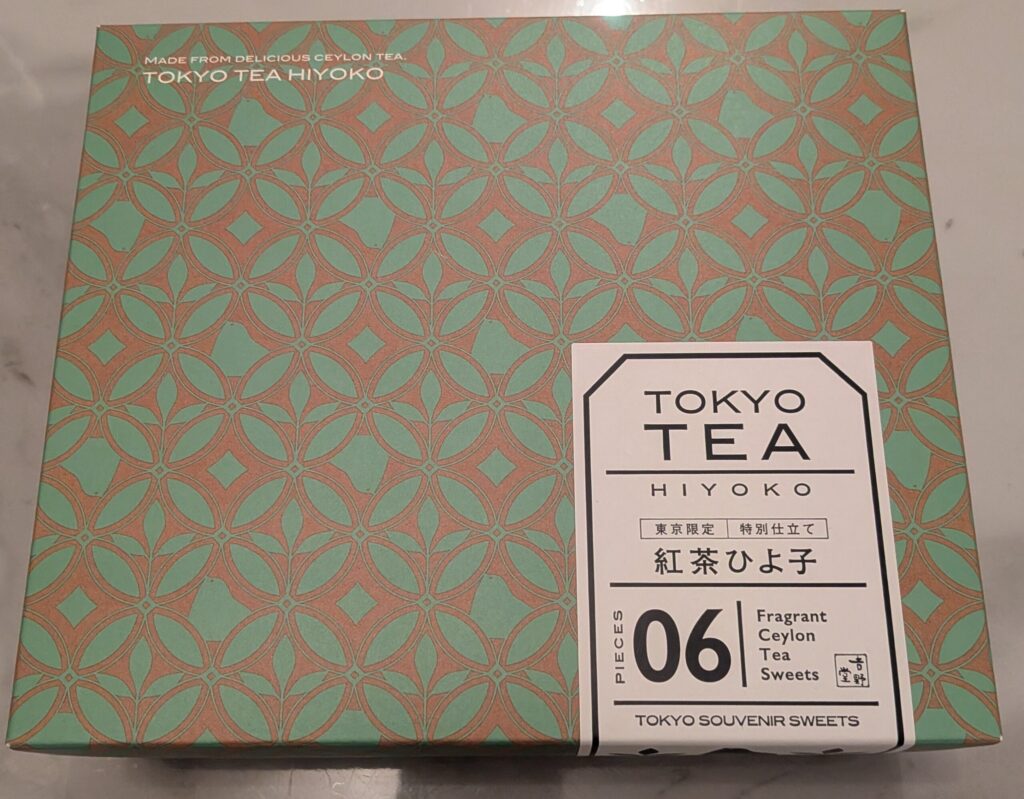 MADE FROM DELICIOUS CEYLON TEA.
TOKYO TEA HIYOKO
TOKYO
TEA
HIYOKO
東京限定 特別仕立て
紅茶ひよ子
PIECES
06
Fragrant
Ceylon
Tea
Sweets
吉野堂
TOKYO SOUVENIR SWEETS